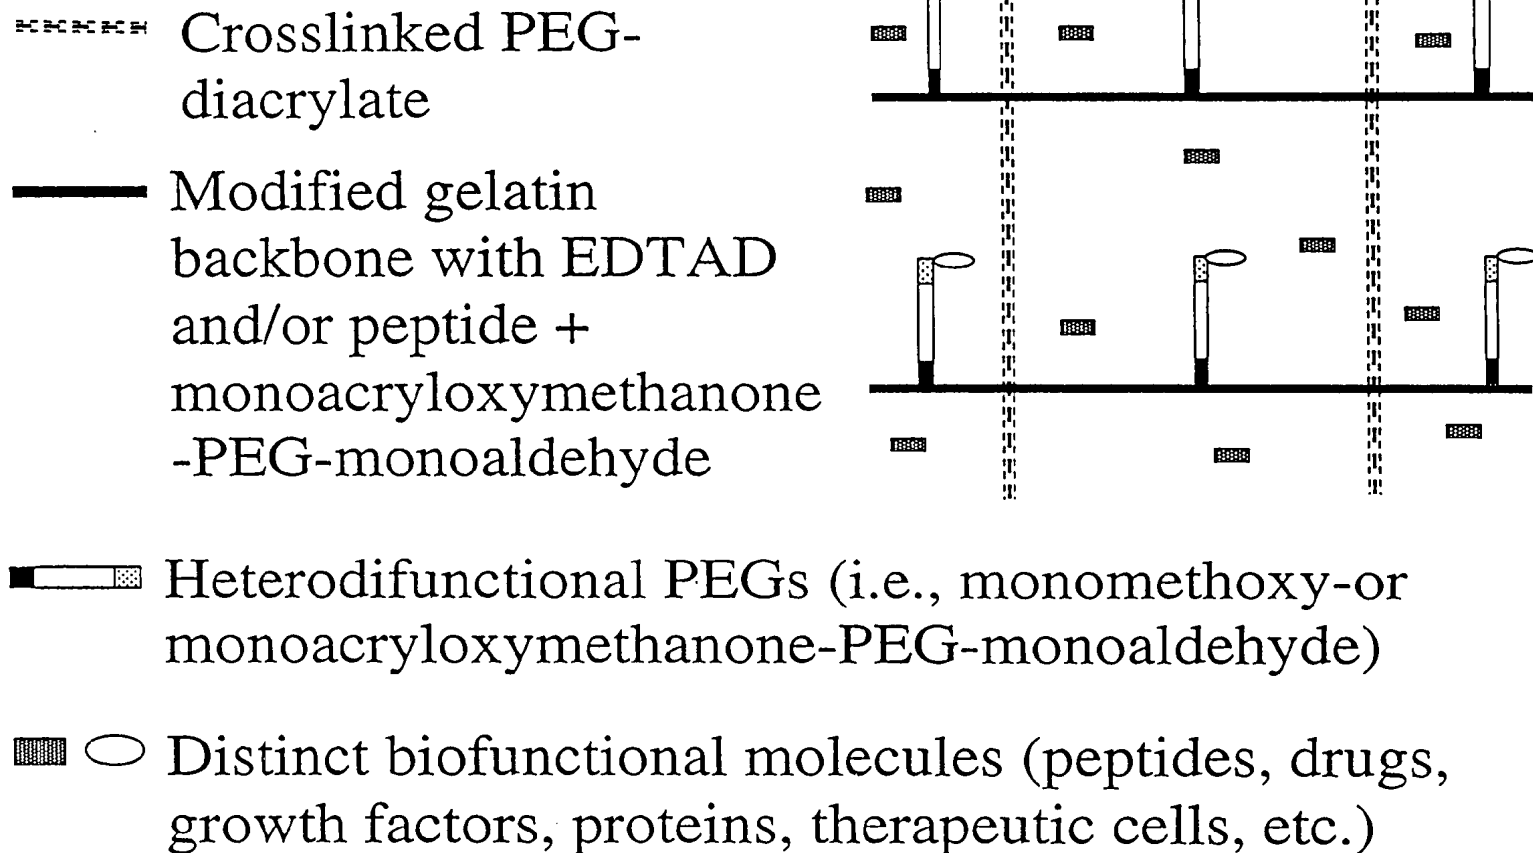 Crosslinked PEG-
diacrylate
Modified gelatin
backbone with EDTAD
and/or peptide +
monoacryloxymethanone
-PEG-monoaldehyde
Heterodifunctional PEGs (i.e., monomethoxy-or
monoacryloxymethanone-PEG-monoaldehyde)
Distinct biofunctional molecules (peptides, drugs,
growth factors, proteins, therapeutic cells, etc.)